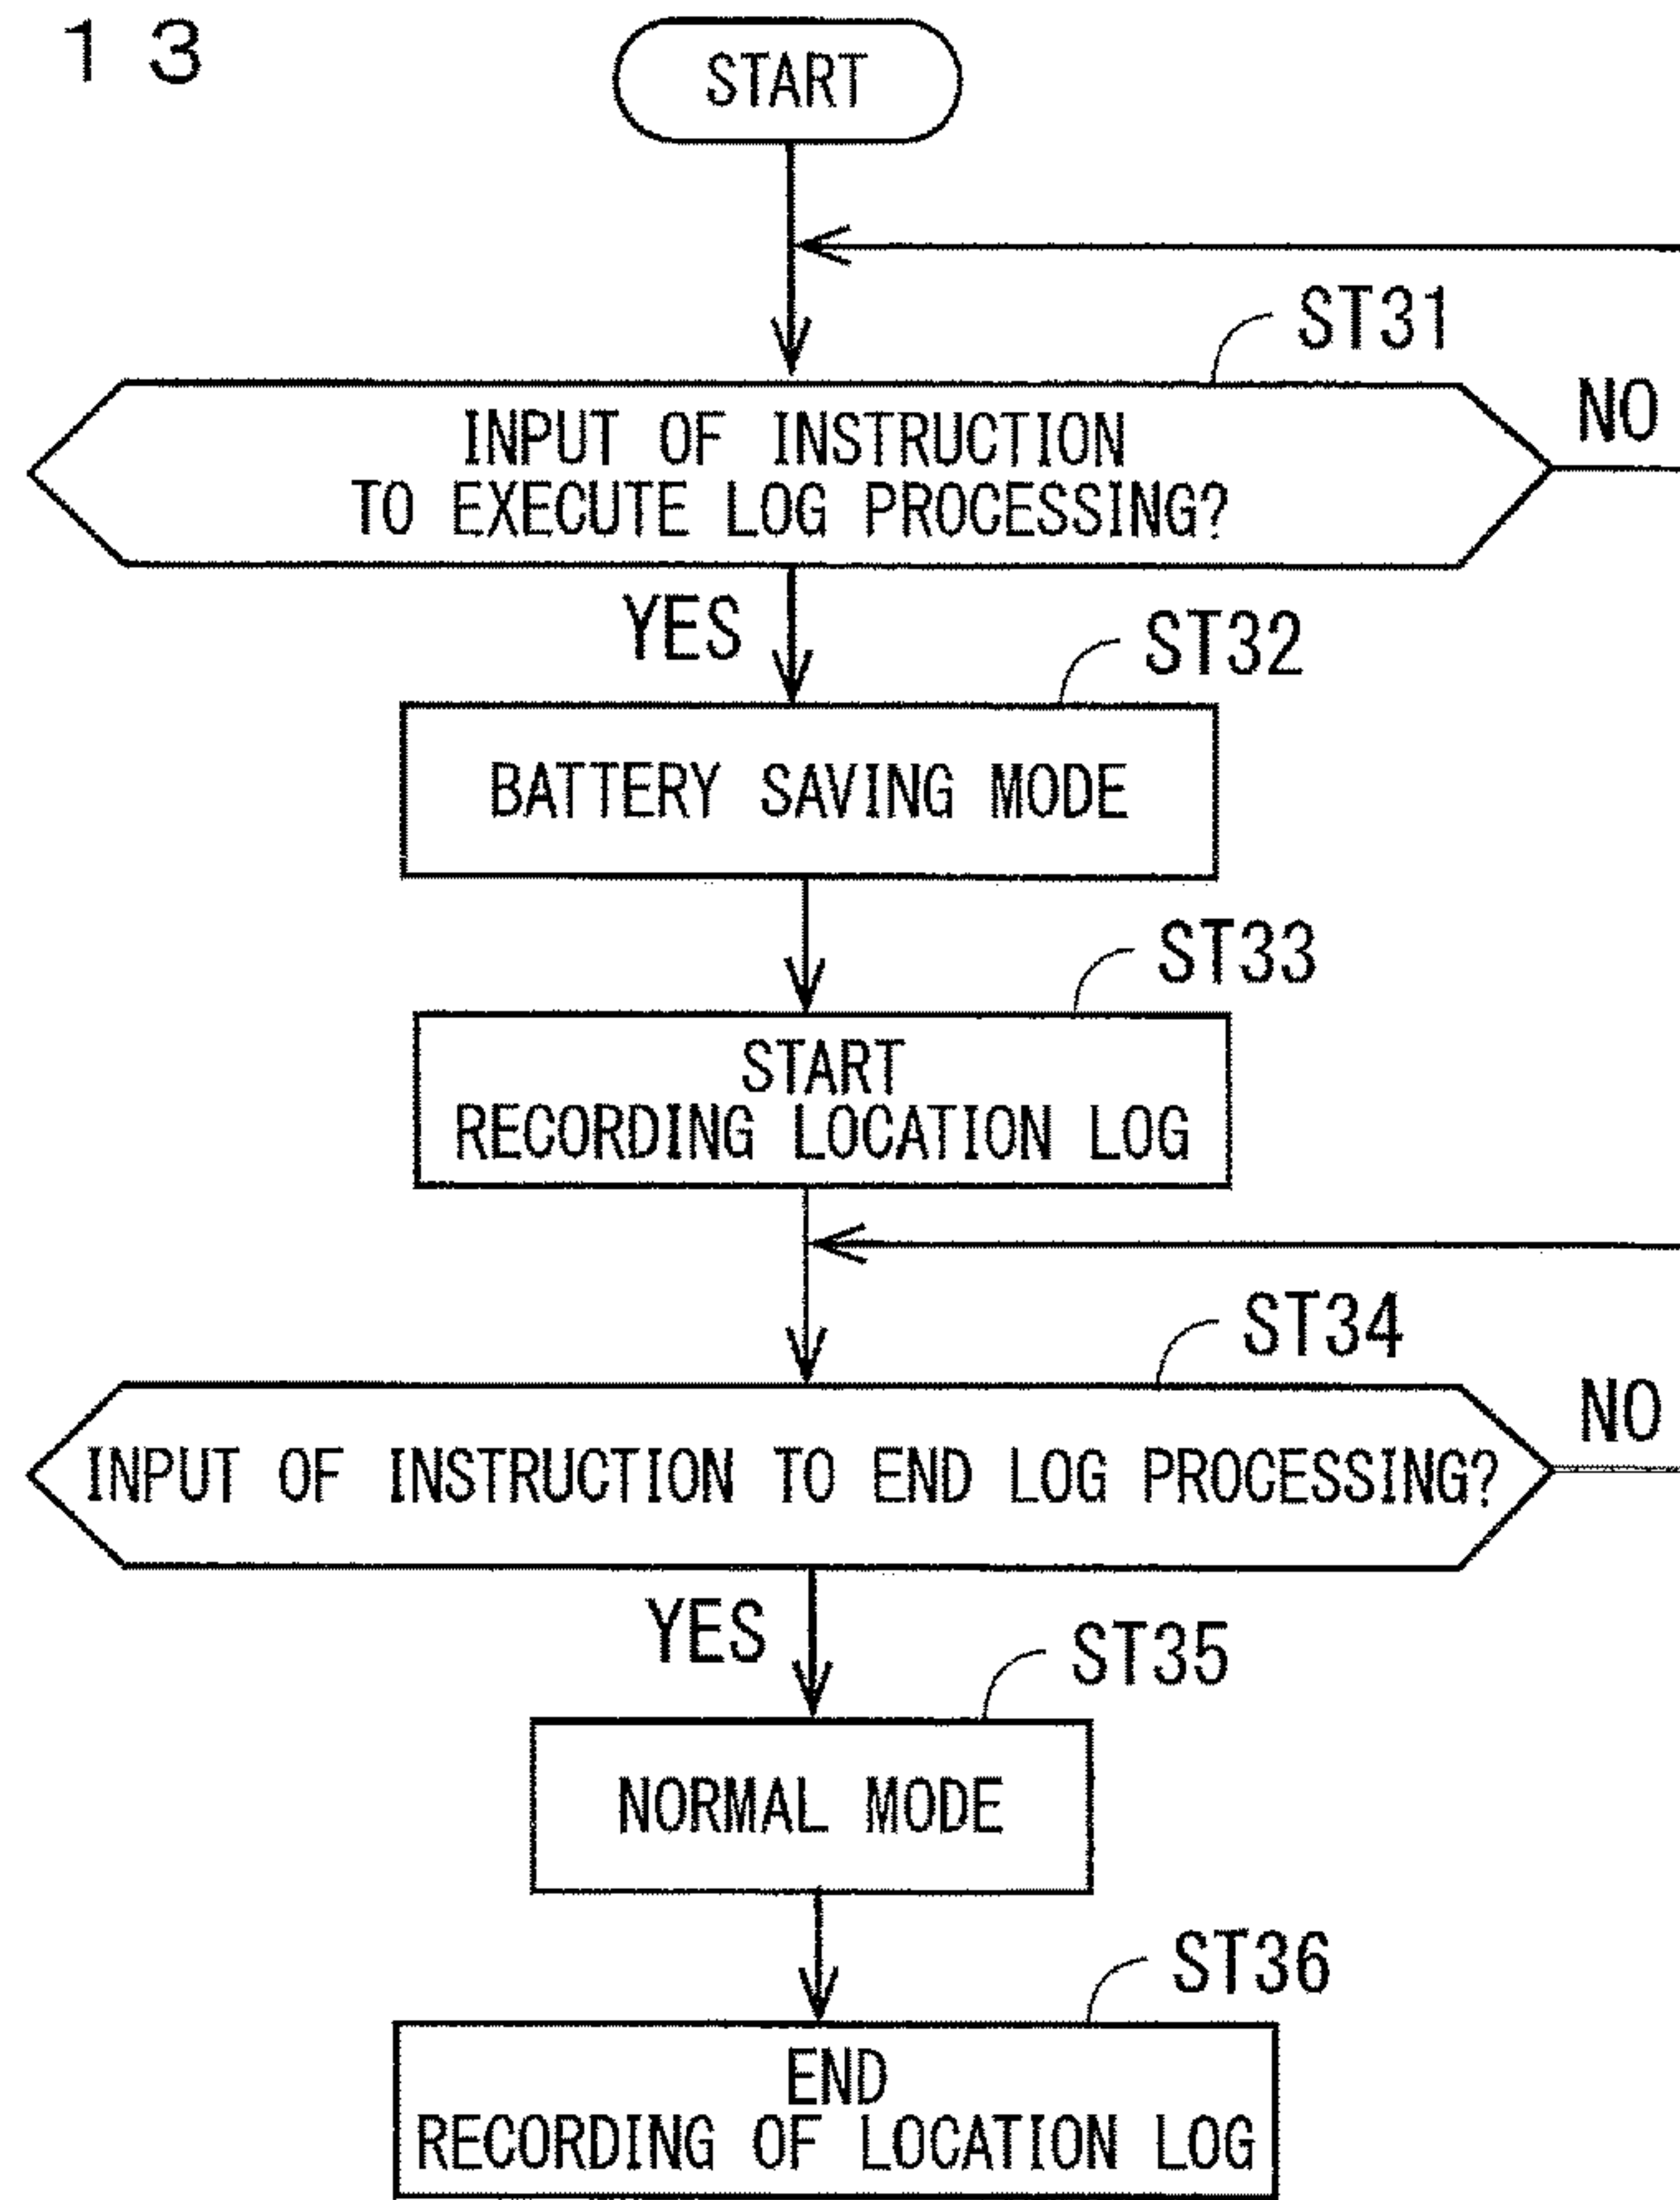 １３
START
ST31
INPUT OF INSTRUCTION
TO EXECUTE LOG PROCESSING?
NO
YES
ST32
BATTERY SAVING MODE
ST33
START
RECORDING LOCATION LOG
ST34
INPUT OF INSTRUCTION TO END LOG PROCESSING?
NO
YES
ST35
NORMAL MODE
ST36
END
RECORDING OF LOCATION LOG